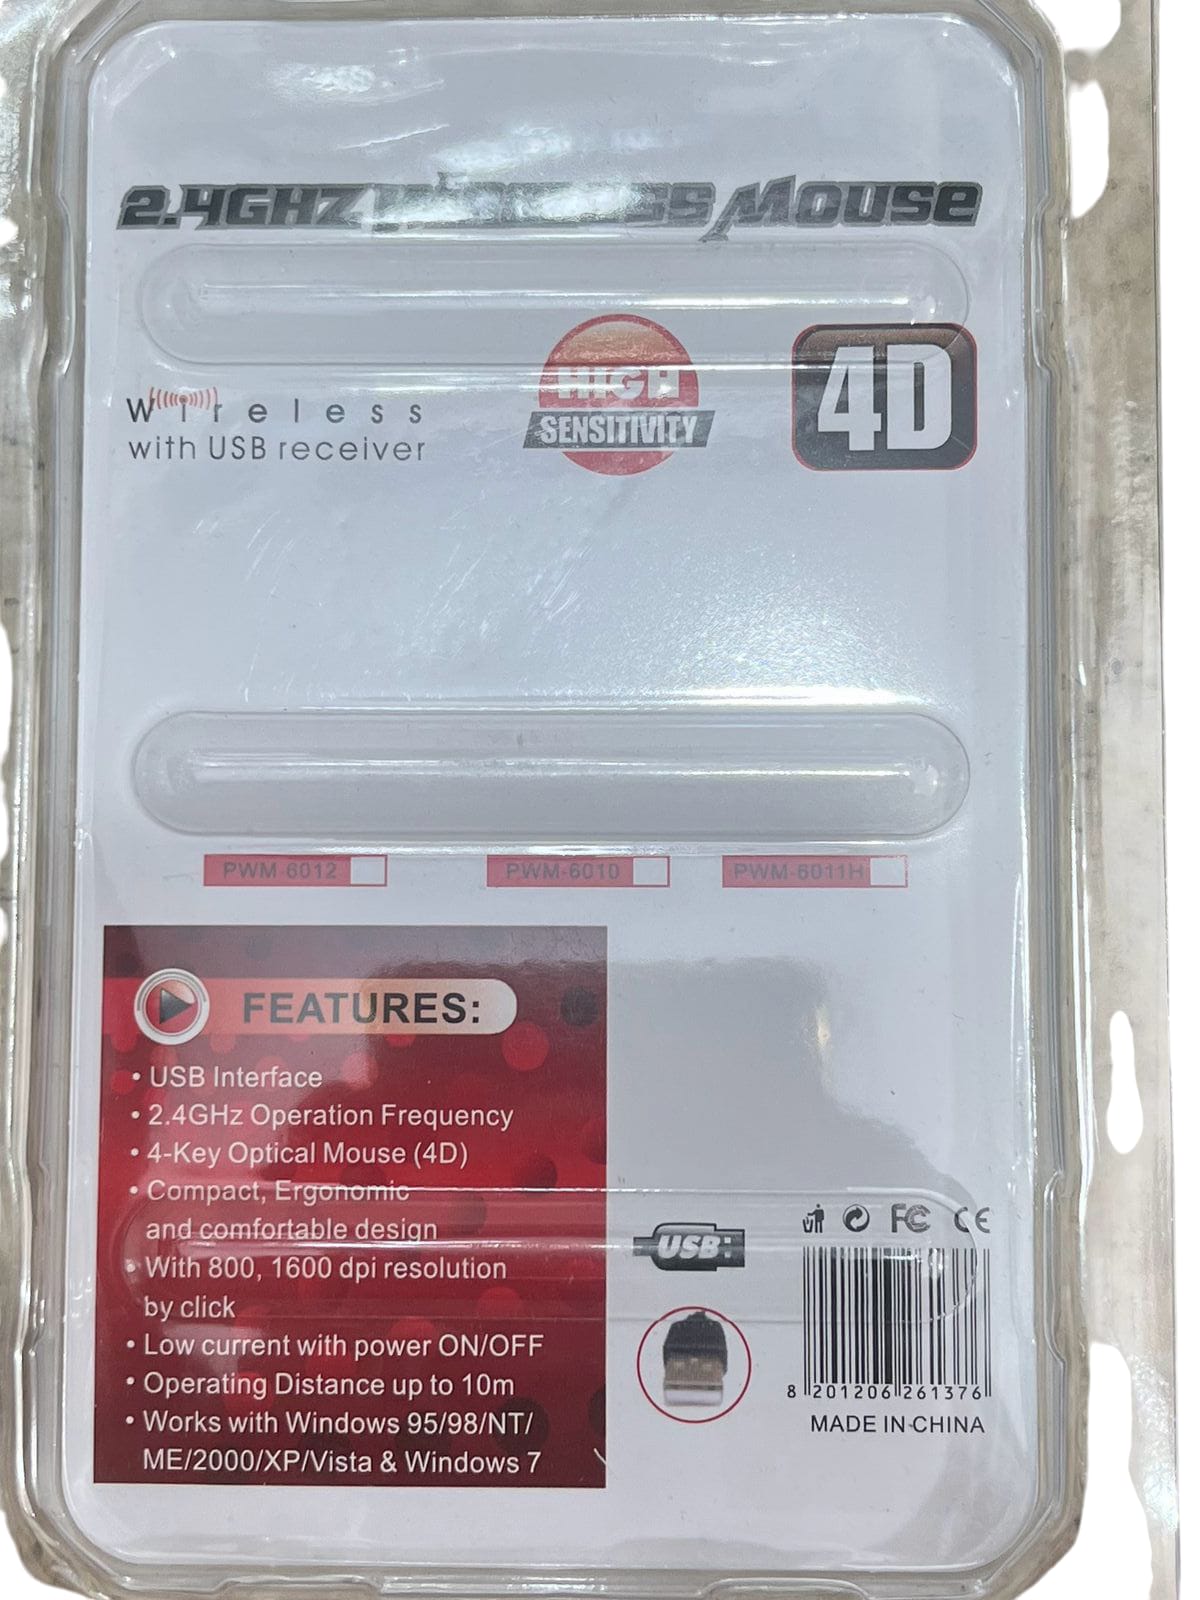 2.4GHZ WIRELESS MOUSE
HIGH
SENSITIVITY
4D
Wireless
with USB receiver
PWM-6012 PWM-6010 PWM-6011H
FEATURES:
• USB Interface
• 2.4GHz Operation Frequency
• 4-Key Optical Mouse (4D)
• Compact, Ergonomic
and comfortable design
• With 800, 1600 dpi resolution
by click
• Low current with power ON/OFF
• Operating Distance up to 10m
• Works with Windows 95/98/NT/
ME/2000/XP/Vista & Windows 7
USB
FC CE
8 201206 261376
MADE IN CHINA